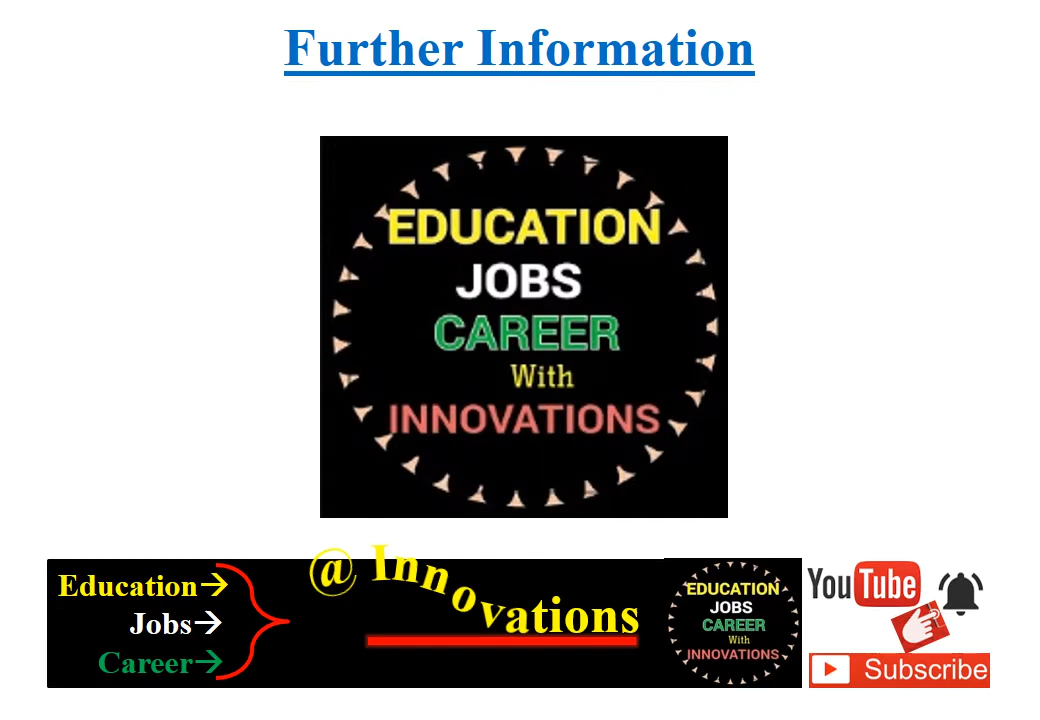 Further Information
EDUCATION
JOBS
CAREER
With
INNOVATIONS
Education→
Jobs→
Career→
@ Innovations
EDUCATION
JOBS
CAREER
With
INNOVATIONS
YouTube
Subscribe